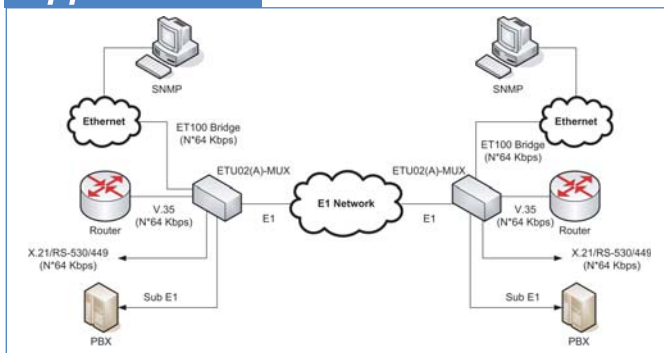 SNMP
SNMP
Ethernet
Ethernet
ET100 Bridge
(N*64 Kbps)
ET100 Bridge
(N*64 Kbps)
ETU02(A)-MUX
ETU02(A)-MUX
E1 Network
V.35
(N*64 Kbps)
V.35
(N*64 Kbps)
E1
E1
Router
Router
X.21/RS-530/449
(N*64 Kbps)
X.21/RS-530/449
(N*64 Kbps)
Sub E1
Sub E1
PBX
PBX